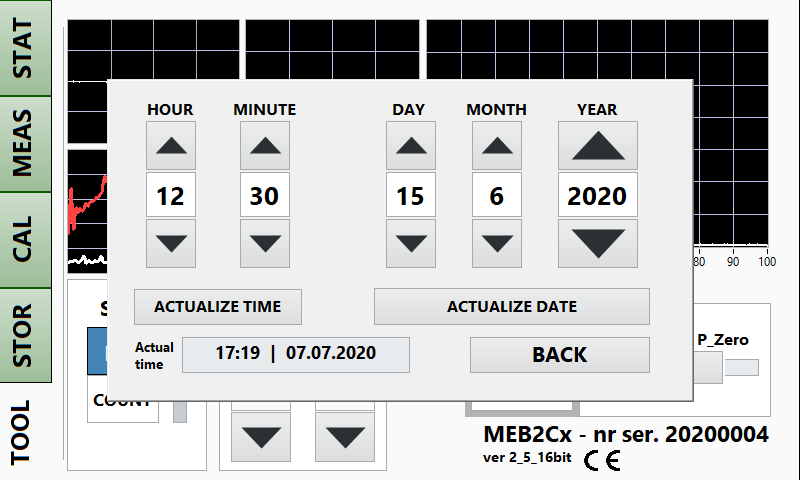 STAT
MEAS
CAL
STOR
TOOL
HOUR MINUTE DAY MONTH YEAR
12 30 15 6 2020
ACTUALIZE TIME ACTUALIZE DATE
Actual
time
17:19 | 07.07.2020
BACK
80 90 100
P_Zero
COUNT
MEB2Cx - nr ser. 20200004
ver 2_5_16bit CE